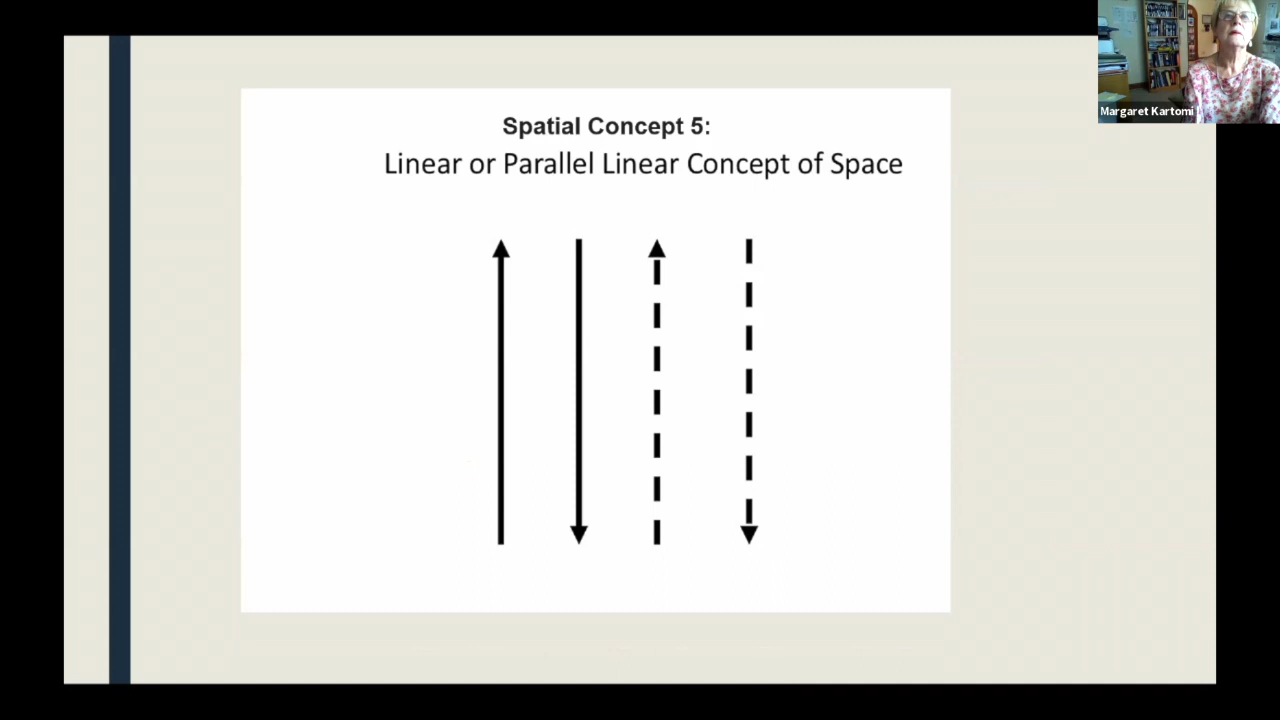 Spatial Concept 5:
Linear or Parallel Linear Concept of Space
Margaret Kartomi